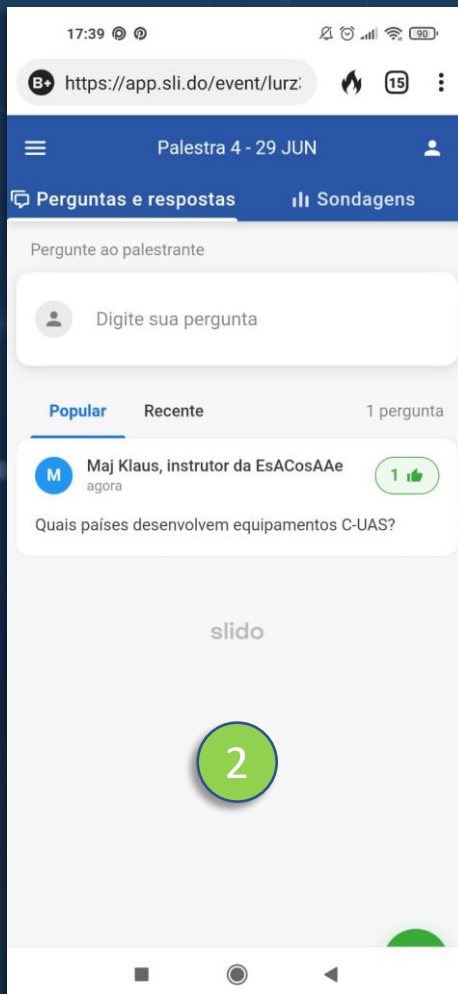 17:39
90
B+ https://app.sli.do/event/lurz
15
Palestra 4 - 29 JUN
Perguntas e respostas
Sondagens
Pergunte ao palestrante
Digite sua pergunta
Popular
Recente
1 pergunta
M
Maj Klaus, instrutor da EsACosAAe
1
agora
Quais países desenvolvem equipamentos C-UAS?
slido
2